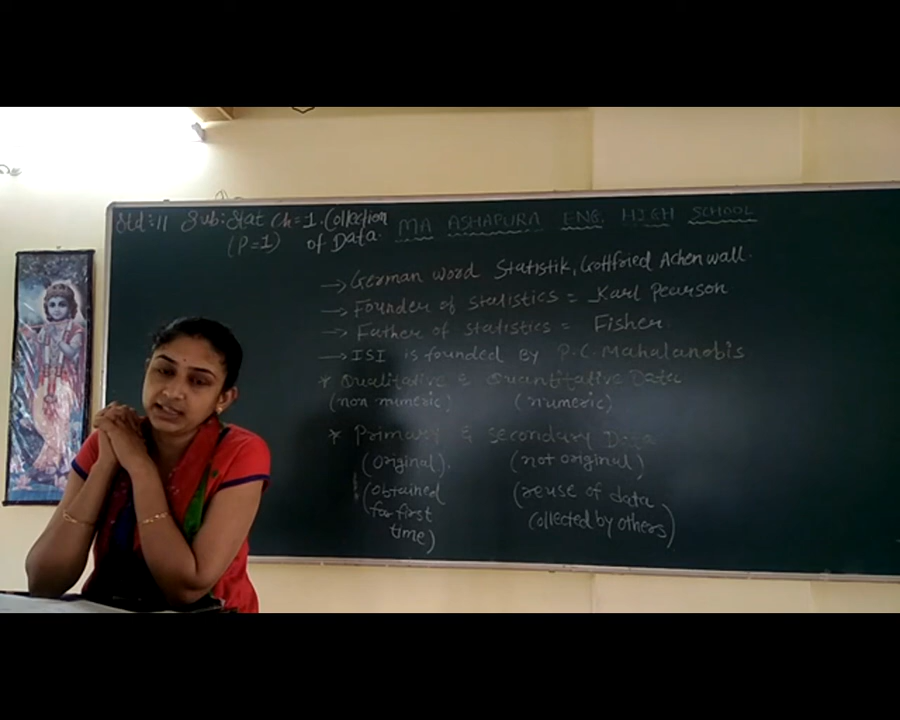 Std:11 Sub:Stat Ch=1. Collection
(P=1) of Data.
MA ASHAPURA ENG. HIGH SCHOOL
→ German word Statistik, Gottfried Achenwall.
→ Founder of statistics = Karl Pearson
→ Father of statistics = Fisher.
→ ISI is founded by P.C. Mahalanobis.
* Qualitative & Quantitative Data
(non numeric) (numeric)
* Primary & secondary Data
(original). (not original)
(obtained (reuse of data
for first collected by others)
time)